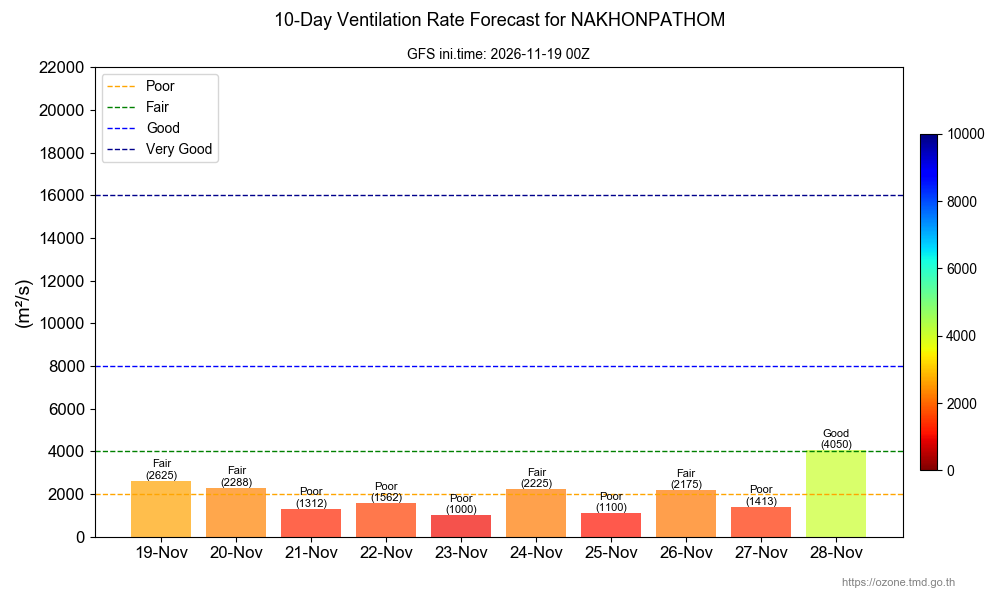 10-Day Ventilation Rate Forecast for NAKHONPATHOM
GFS ini.time: 2026-11-19 00Z
(m²/s)
22000
20000
18000
16000
14000
12000
10000
8000
6000
4000
2000
0
Poor
Fair
Good
Very Good
Fair
(2625)
Fair
(2288)
Poor
(1312)
Poor
(1562)
Poor
(1000)
Fair
(2225)
Poor
(1100)
Fair
(2175)
Poor
(1413)
Good
(4050)
19-Nov 20-Nov 21-Nov 22-Nov 23-Nov 24-Nov 25-Nov 26-Nov 27-Nov 28-Nov
10000
8000
6000
4000
2000
0
https://ozone.tmd.go.th